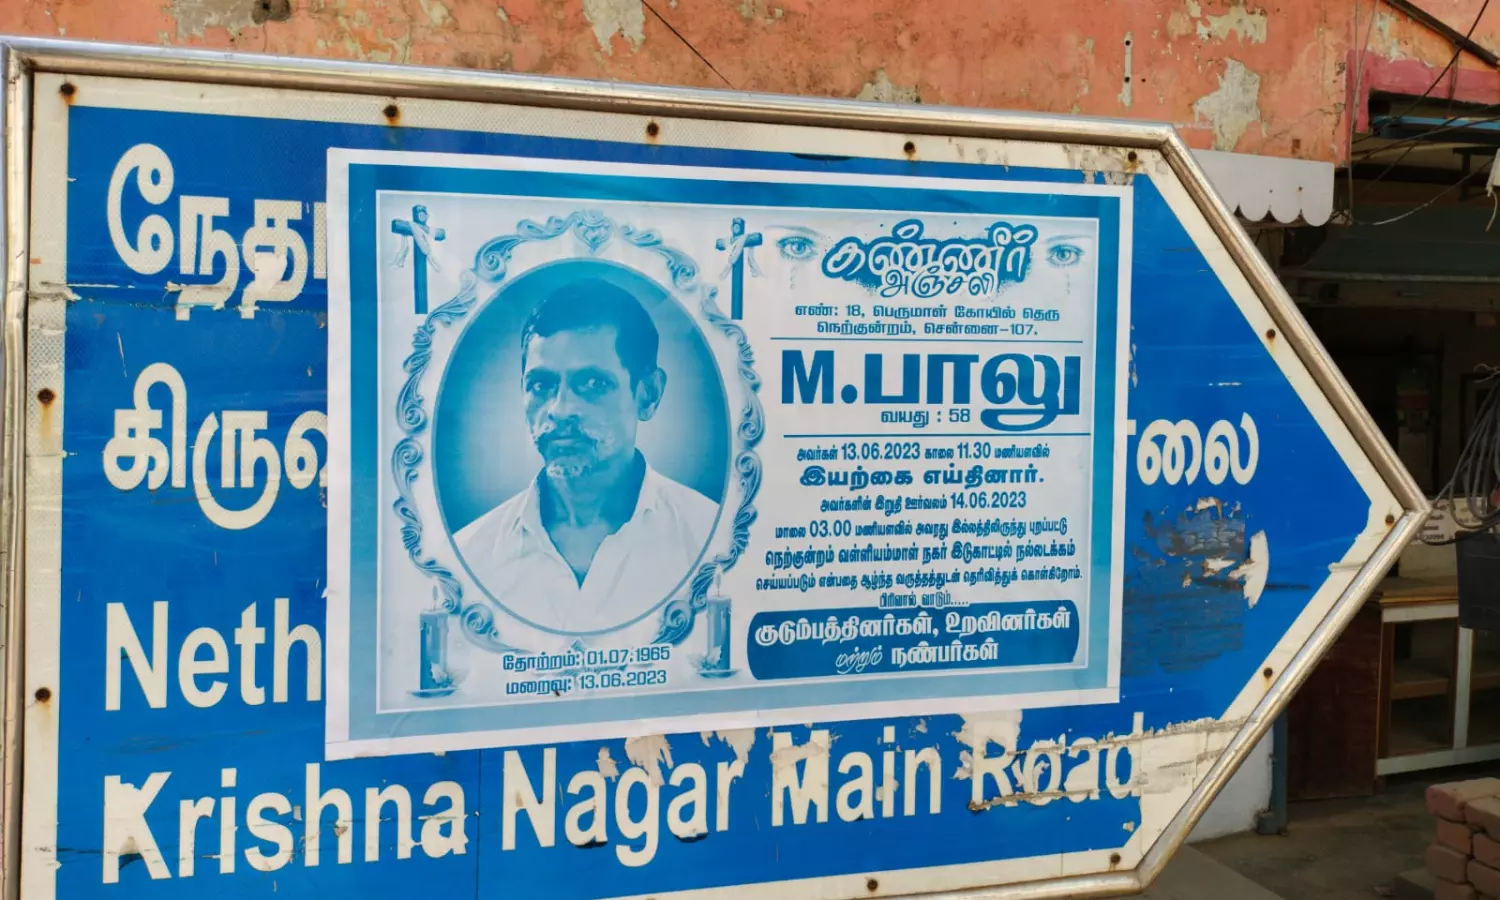 நேதா
கண்ணீர்
அஞ்சலி
எண்: 18, பெருமாள் கோயில் தெரு
நெற்குன்றம், சென்னை-107.
M.பாலு
வயது : 58
அவர்கள் 13.06.2023 காலை 11.30 மணியளவில்
இயற்கை எய்தினார்.
அவர்களின் இறுதி ஊர்வலம் 14.06.2023
மாலை 03.00 மணியளவில் அவரது இல்லத்திலிருந்து புறப்பட்டு
நெற்குன்றம் வள்ளியம்மாள் நகர் இடுகாட்டில் நல்லடக்கம்
செய்யப்படும் என்பதை ஆழ்ந்த வருத்தத்துடன் தெரிவித்துக் கொள்கிறோம்.
பிரிவால் வாடும்.....
குடும்பத்தினர்கள், உறவினர்கள்
மற்றும் நண்பர்கள்
தோற்றம்: 01.07.1965
மறைவு: 13.06.2023
கிருஷ
ாலை
Neth
Krishna Nagar Main Road